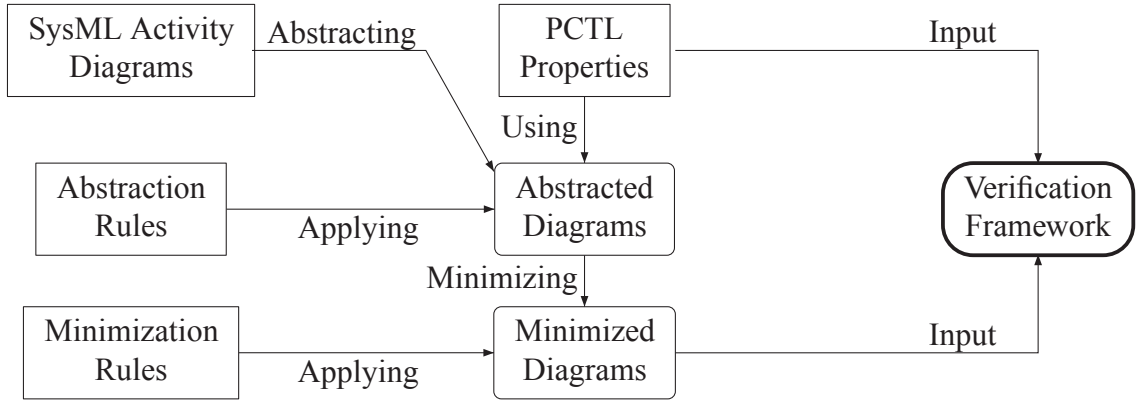 SysML Activity
Diagrams
Abstracting
PCTL
Properties
Input
Using
Abstraction
Rules
Applying
Abstracted
Diagrams
Verification
Framework
Minimizing
Minimization
Rules
Applying
Minimized
Diagrams
Input